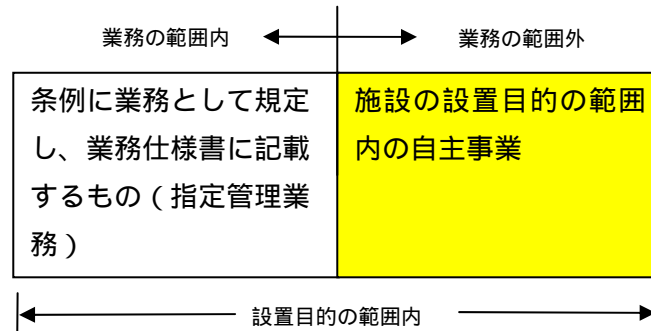 業務の範囲内
業務の範囲外
条例に業務として規定
し、業務仕様書に記載
するもの（指定管理業
務）
施設の設置目的の範囲
内の自主事業
設置目的の範囲内